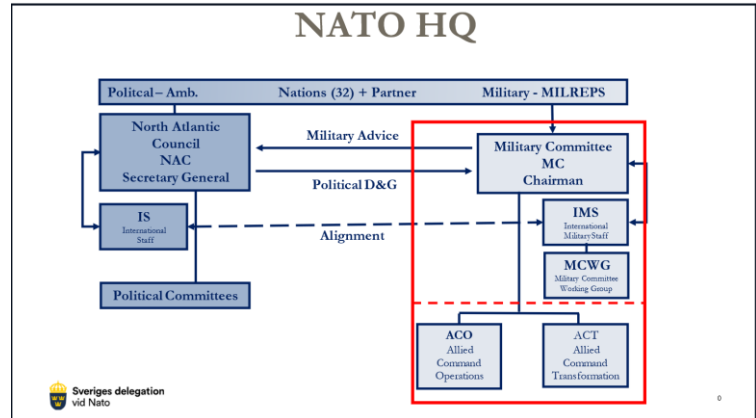 NATO HQ
Politcal – Amb. Nations (32) + Partner Military - MILREPS
North Atlantic
Council
NAC
Secretary General
Military Advice
Political D&G
Military Committee
MC
Chairman
IS
International
Staff
Alignment
IMS
International
MilitaryStaff
MCWG
Military Committee
Working Group
Political Committees
ACO
Allied
Command
Operations
ACT
Allied
Command
Transformation
Sveriges delegation
vid Nato
0